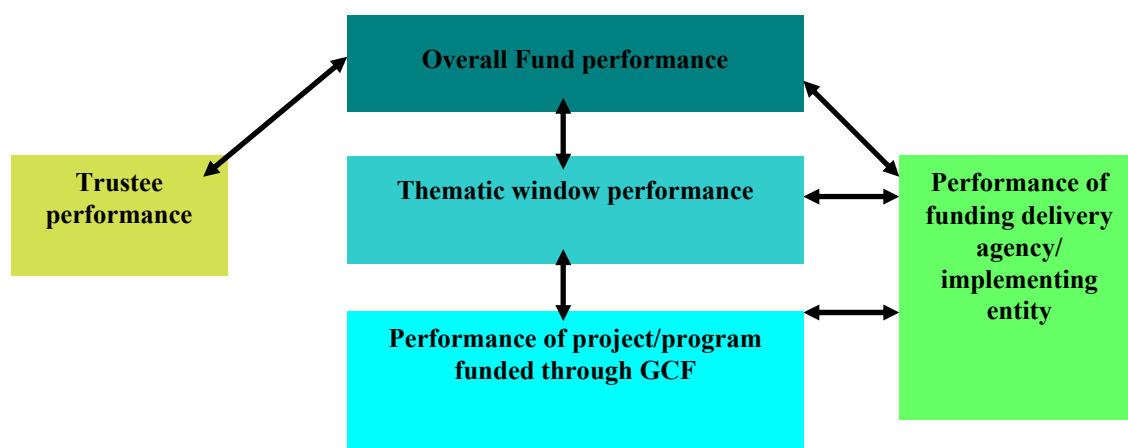 Overall Fund performance
Trustee
performance
Thematic window performance
Performance of
funding delivery
agency/
implementing
entity
Performance of project/program
funded through GCF